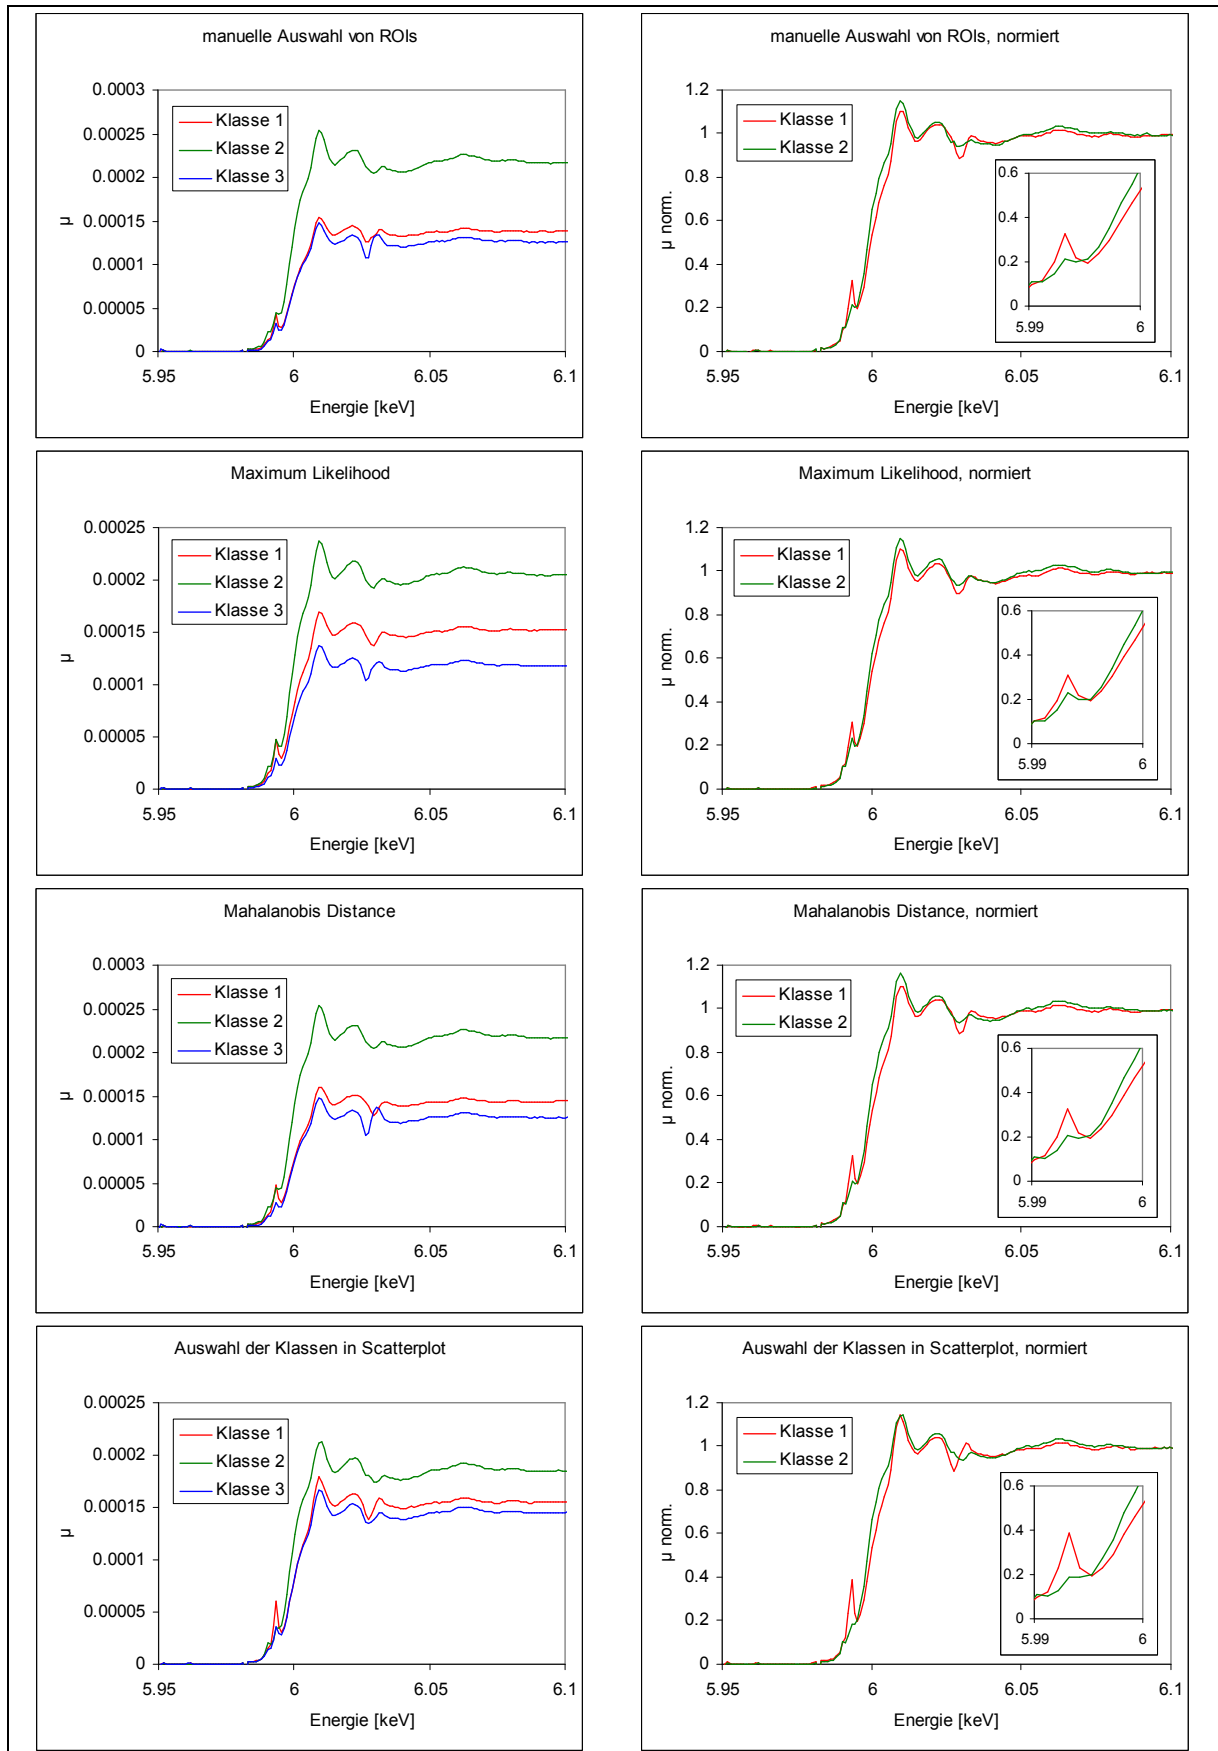 manuelle Auswahl von ROIs
0.0003
0.00025
0.0002
0.00015
0.0001
0.00005
0
µ
Klasse 1
Klasse 2
Klasse 3
5.95
6
6.05
6.1
Energie [keV]
manuelle Auswahl von ROIs, normiert
1.2
1
0.8
0.6
0.4
0.2
0
µ norm.
Klasse 1
Klasse 2
0.6
0.4
0.2
0
5.99
6
5.95
6
6.05
6.1
Energie [keV]
Maximum Likelihood
0.00025
0.0002
0.00015
0.0001
0.00005
0
µ
Klasse 1
Klasse 2
Klasse 3
5.95
6
6.05
6.1
Energie [keV]
Maximum Likelihood, normiert
1.2
1
0.8
0.6
0.4
0.2
0
µ norm.
Klasse 1
Klasse 2
0.6
0.4
0.2
0
5.99
6
5.95
6
6.05
6.1
Energie [keV]
Mahalanobis Distance
0.0003
0.00025
0.0002
0.00015
0.0001
0.00005
0
µ
Klasse 1
Klasse 2
Klasse 3
5.95
6
6.05
6.1
Energie [keV]
Mahalanobis Distance, normiert
1.2
1
0.8
0.6
0.4
0.2
0
µ norm.
Klasse 1
Klasse 2
0.6
0.4
0.2
0
5.99
6
5.95
6
6.05
6.1
Energie [keV]
Auswahl der Klassen in Scatterplot
0.00025
0.0002
0.00015
0.0001
0.00005
0
µ
Klasse 1
Klasse 2
Klasse 3
5.95
6
6.05
6.1
Energie [keV]
Auswahl der Klassen in Scatterplot, normiert
1.2
1
0.8
0.6
0.4
0.2
0
µ norm.
Klasse 1
Klasse 2
0.6
0.4
0.2
0
5.99
6
5.95
6
6.05
6.1
Energie [keV]